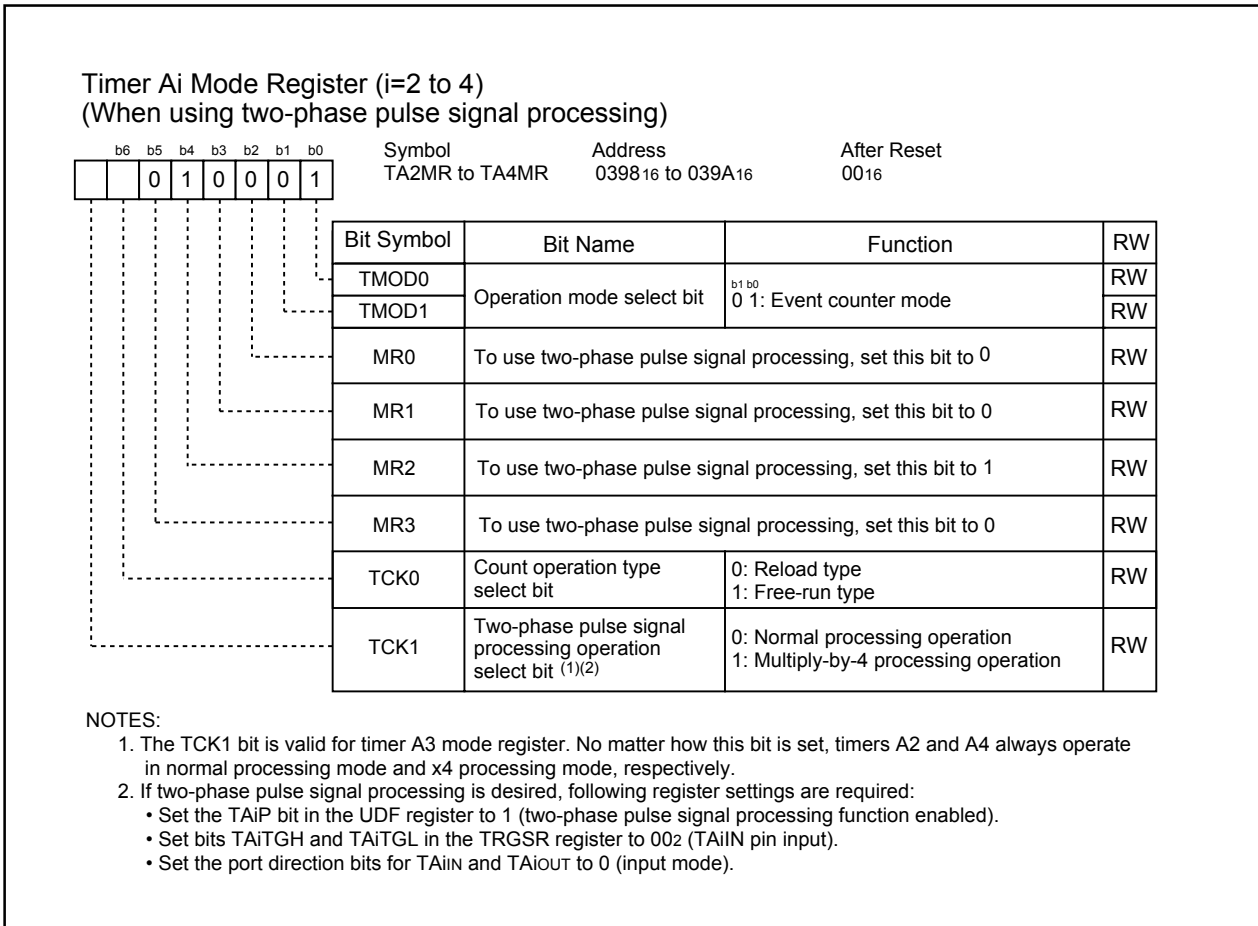 Timer Ai Mode Register (i=2 to 4)
(When using two-phase pulse signal processing)
b6 b5 b4 b3 b2 b1 b0
0 1 0 0 0 1
Symbol Address After Reset
TA2MR to TA4MR 039816 to 039A16 0016
Bit Symbol Bit Name Function RW
TMOD0 Operation mode select bit b1 b0 RW
TMOD1 0 1: Event counter mode RW
MR0 To use two-phase pulse signal processing, set this bit to 0 RW
MR1 To use two-phase pulse signal processing, set this bit to 0 RW
MR2 To use two-phase pulse signal processing, set this bit to 1 RW
MR3 To use two-phase pulse signal processing, set this bit to 0 RW
TCK0 Count operation type
select bit 0: Reload type
1: Free-run type RW
TCK1 Two-phase pulse signal
processing operation
select bit (1)(2) 0: Normal processing operation
1: Multiply-by-4 processing operation RW
NOTES:
1. The TCK1 bit is valid for timer A3 mode register. No matter how this bit is set, timers A2 and A4 always operate
in normal processing mode and x4 processing mode, respectively.
2. If two-phase pulse signal processing is desired, following register settings are required:
• Set the TAiP bit in the UDF register to 1 (two-phase pulse signal processing function enabled).
• Set bits TAiTGH and TAiTGL in the TRGSR register to 002 (TAiIN pin input).
• Set the port direction bits for TAiIN and TAiOUT to 0 (input mode).